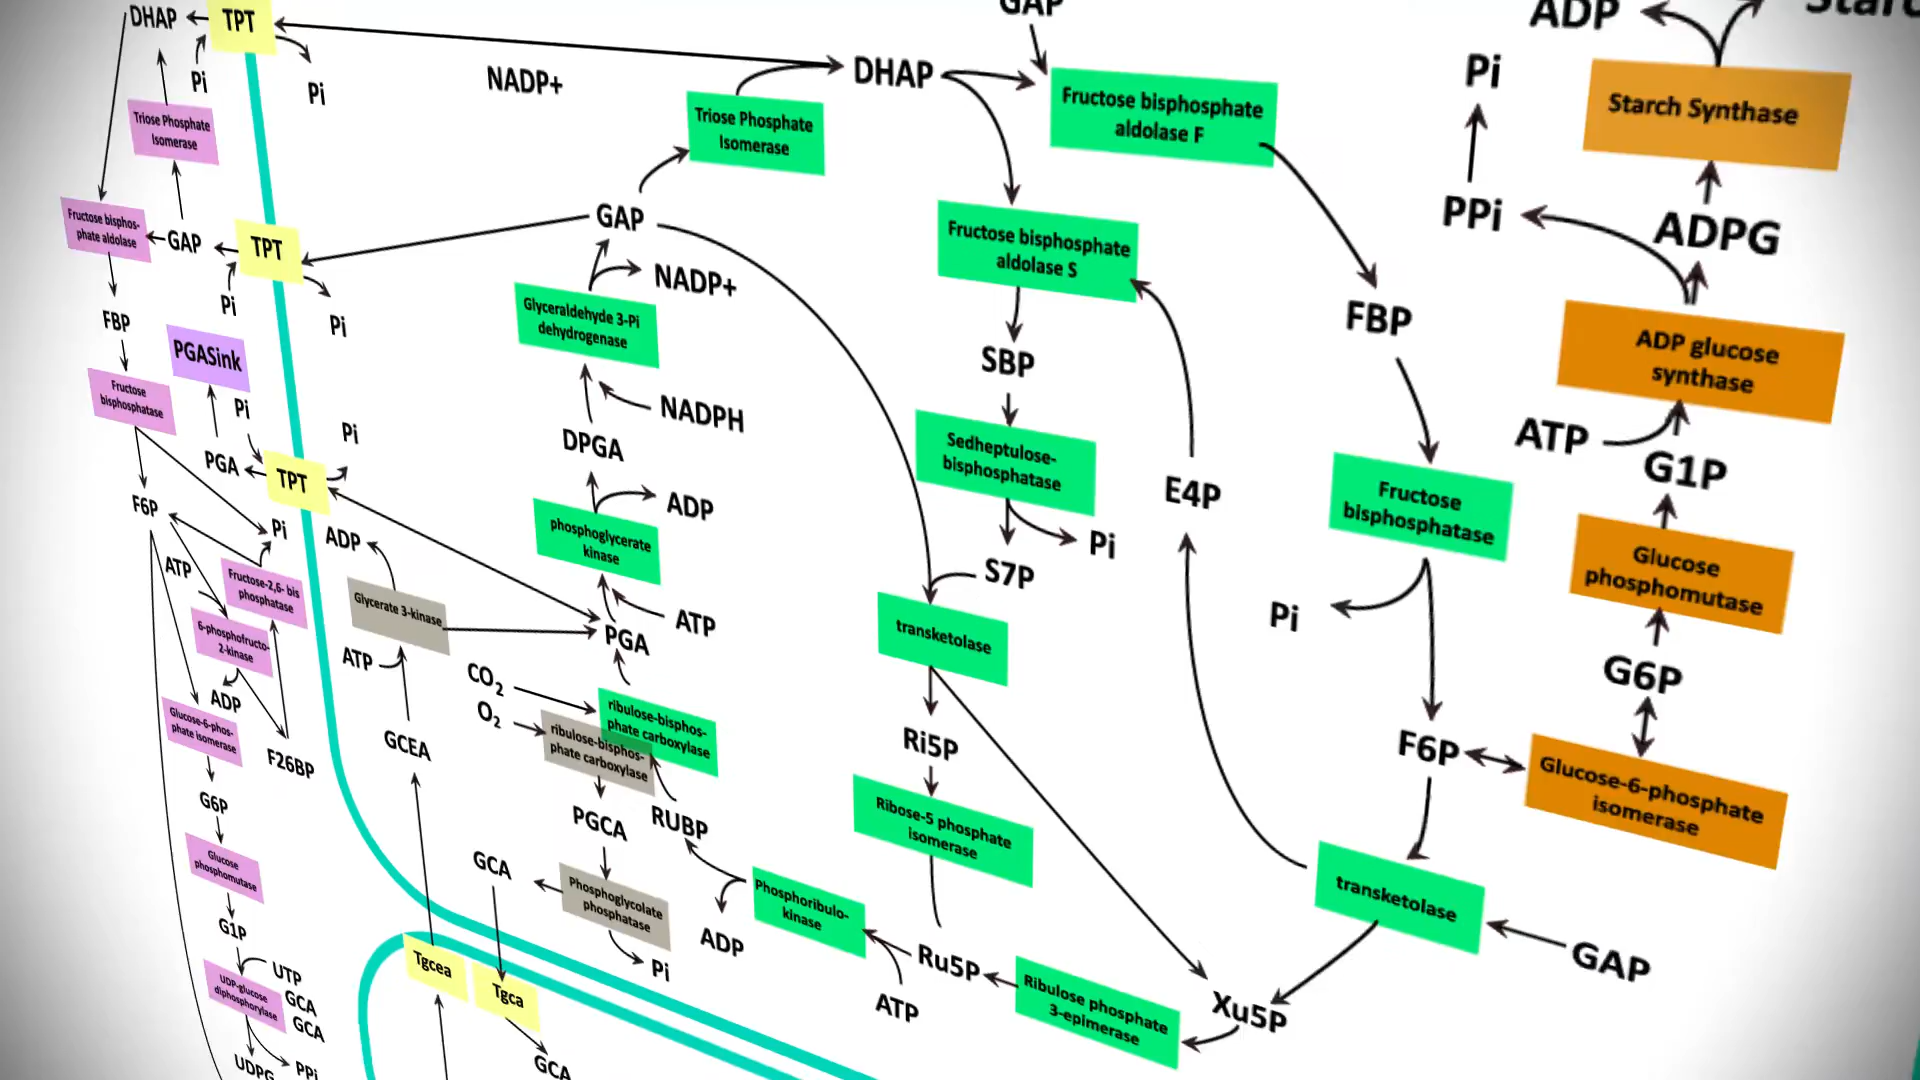 DHAP
TPT
Pi
Pi
NADP+
DHAP
GAP
Triose Phosphate
Isomerase
Fructose bisphos-
phate aldolase
GAP
TPT
Pi
Pi
FBP
PGASink
Fructose
bisphosphatase
Pi
Pi
PGA
TPT
F6P
Pi
ADP
ATP
Fructose-2,6- bis
phosphatase
6-phosphofructo-
2-kinase
ADP
Glucose-6-phos-
phate isomerase
F26BP
G6P
Glucose
phosphomutase
G1P
UTP
GCA
GCA
UDP-glucose
diphosphorylase
UDPG
PPi
Glycerate 3-kinase
ATP
GCEA
Tgcea
Tgca
GCA
GCA
Triose Phosphate
Isomerase
GAP
NADP+
Glyceraldehyde 3-Pi
dehydrogenase
NADPH
DPGA
ADP
phosphoglycerate
kinase
ATP
PGA
CO2
O2
ribulose-bisphos-
phate carboxylase
ribulose-bisphos-
phate carboxylase
PGCA
RUBP
Phosphoglycolate
phosphatase
Pi
ADP
Phosphoribulo-
kinase
ATP
Ru5P
Ribulose phosphate
3-epimerase
Xu5P
Fructose bisphosphate
aldolase F
Fructose bisphosphate
aldolase S
SBP
Sedheptulose-
bisphosphatase
Pi
S7P
transketolase
Ri5P
Ribose-5 phosphate
isomerase
E4P
FBP
Fructose
bisphosphatase
Pi
F6P
transketolase
GAP
ADP
Starc
Pi
Starch Synthase
PPi
ADPG
ADP glucose
synthase
ATP
G1P
Glucose
phosphomutase
G6P
Glucose-6-phosphate
isomerase